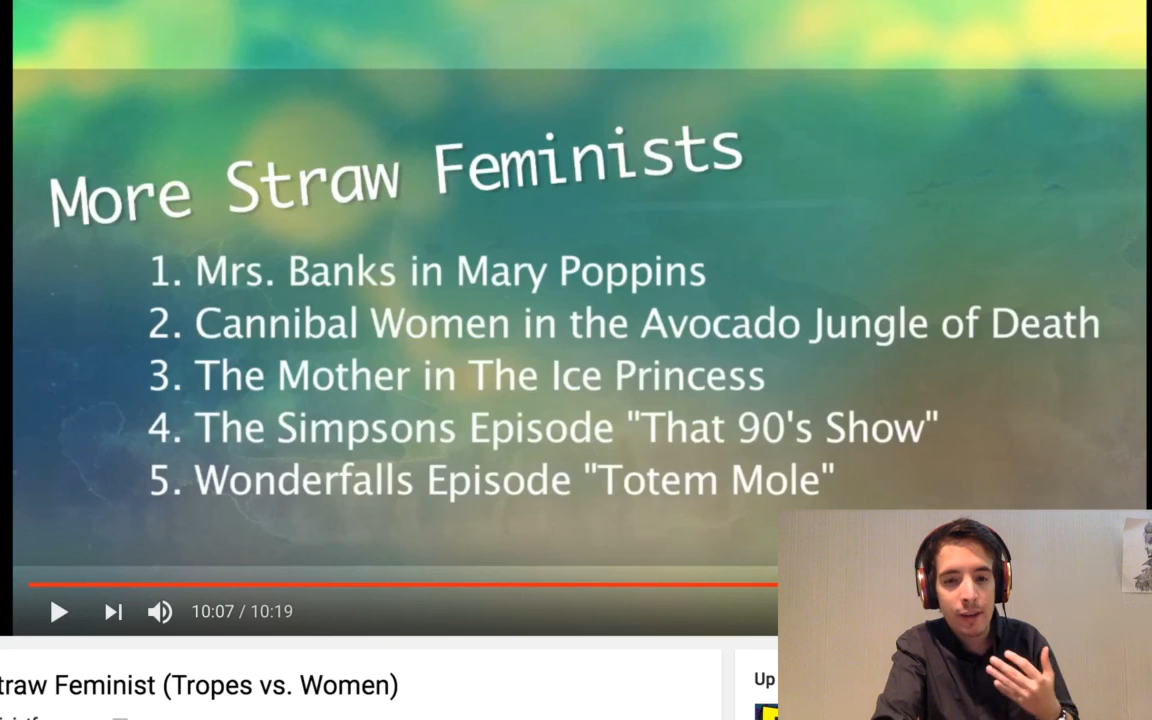 More Straw Feminists
1. Mrs. Banks in Mary Poppins
2. Cannibal Women in the Avocado Jungle of Death
3. The Mother in The Ice Princess
4. The Simpsons Episode "That 90's Show"
5. Wonderfalls Episode "Totem Mole"
10:07 / 10:19
traw Feminist (Tropes vs. Women)
Up